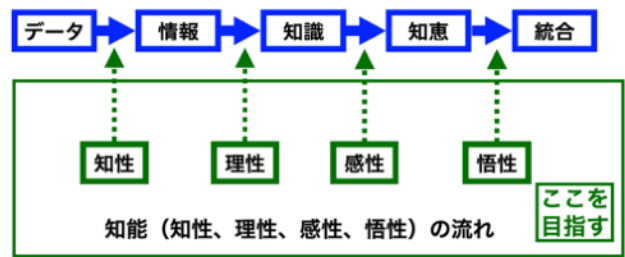 データ
情報
知識
知恵
統合
知性
理性
感性
悟性
ここを
目指す
知能（知性、理性、感性、悟性）の流れ